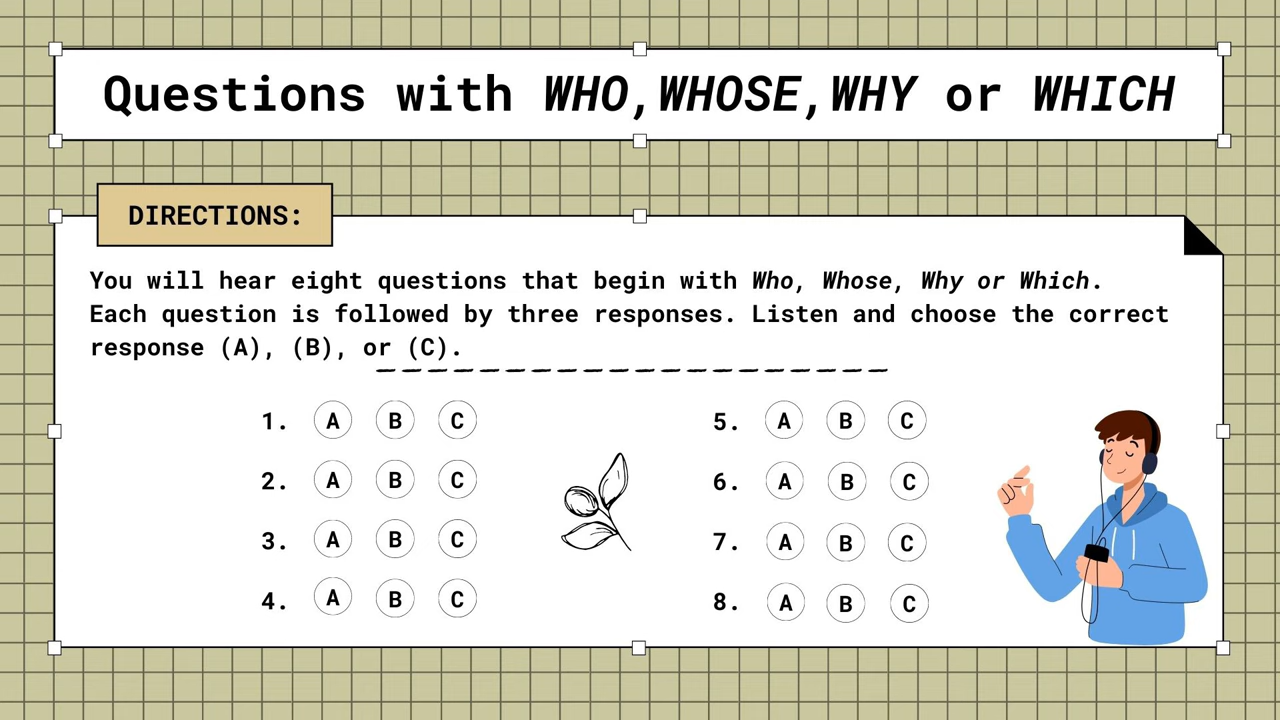 Questions with WHO,WHOSE,WHY or WHICH
DIRECTIONS:
You will hear eight questions that begin with Who, Whose, Why or Which.
Each question is followed by three responses. Listen and choose the correct
response (A), (B), or (C).
1. A B C
2. A B C
3. A B C
4. A B C
5. A B C
6. A B C
7. A B C
8. A B C